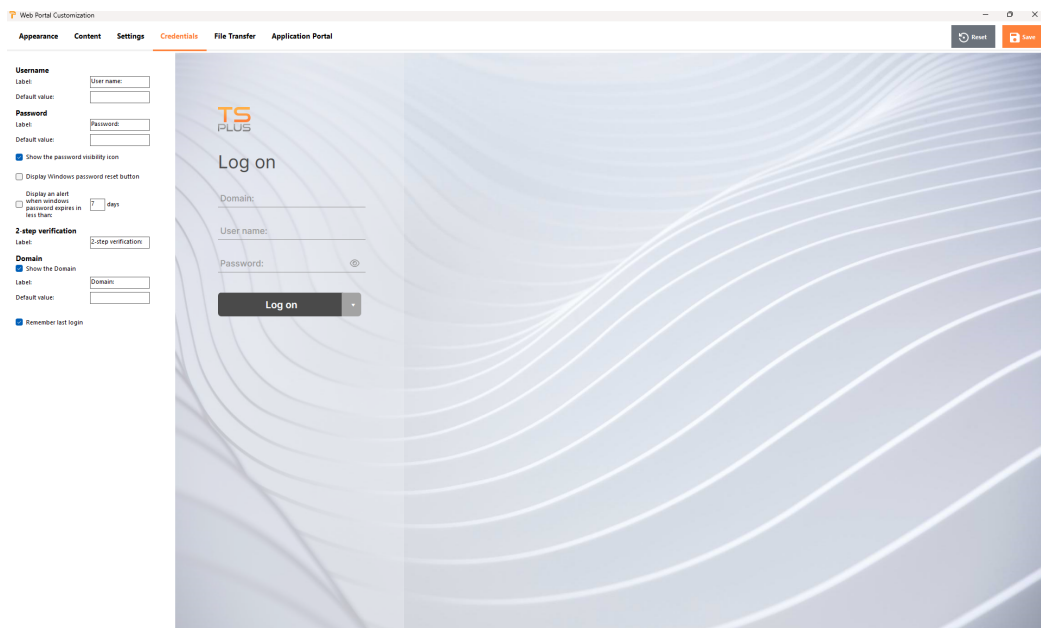 Web Portal Customization
Appearance Content Settings Credentials File Transfer Application Portal Reset Save
Username
Label: User name:
Default value:
Password
Label: Password:
Default value:
Show the password visibility icon
Display Windows password reset button
Display an alert
when windows
password expires in
less than:
7 days
2-step verification
Label: 2-step verification:
Domain
Show the Domain
Label: Domain:
Default value:
Remember last login
TS
PLUS
Log on
Domain:
User name:
Password:
Log on